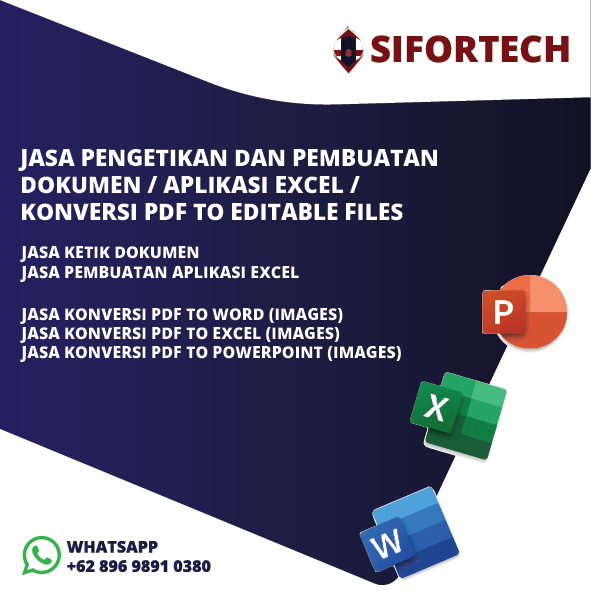 SIFORTECH
JASA PENGETIKAN DAN PEMBUATAN
DOKUMEN / APLIKASI EXCEL /
KONVERSI PDF TO EDITABLE FILES
JASA KETIK DOKUMEN
JASA PEMBUATAN APLIKASI EXCEL
JASA KONVERSI PDF TO WORD (IMAGES)
JASA KONVERSI PDF TO EXCEL (IMAGES)
JASA KONVERSI PDF TO POWERPOINT (IMAGES)
P
X
W
WHATSAPP
+62 896 9891 0380